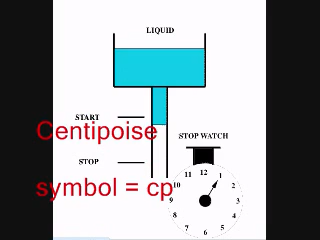 LIQUID
START
Centipoise
STOP WATCH
STOP
symbol = cp
12
11
1
10
2
9
3
8
4
7
5
6